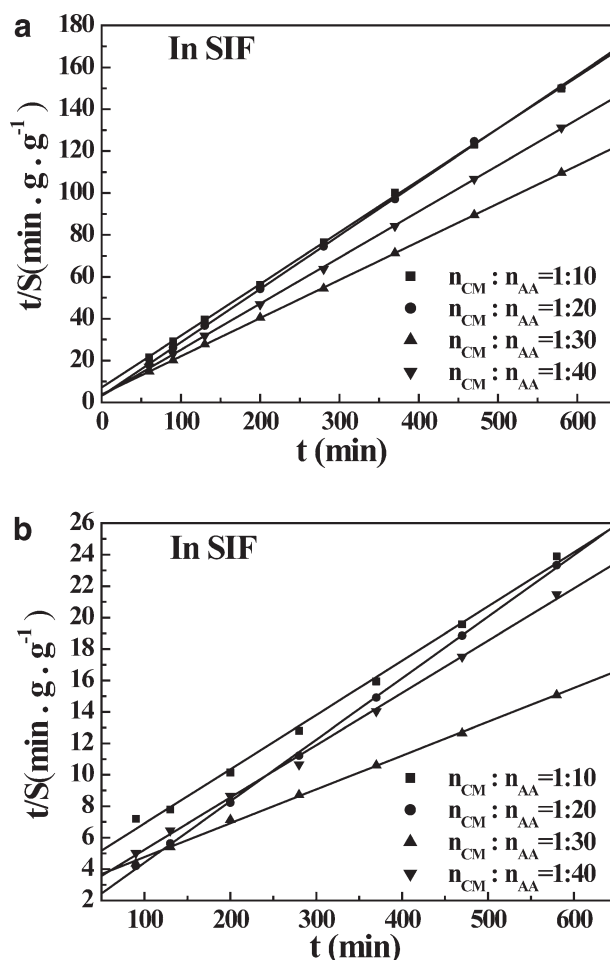 a
In SIF
t/S(min . g . g⁻¹)
180
160
140
120
100
80
60
40
20
0
n_CM : n_AA=1:10
n_CM : n_AA=1:20
n_CM : n_AA=1:30
n_CM : n_AA=1:40
0 100 200 300 400 500 600
t (min)
b
In SIF
t/S(min . g . g⁻¹)
26
24
22
20
18
16
14
12
10
8
6
4
2
n_CM : n_AA=1:10
n_CM : n_AA=1:20
n_CM : n_AA=1:30
n_CM : n_AA=1:40
100 200 300 400 500 600
t (min)